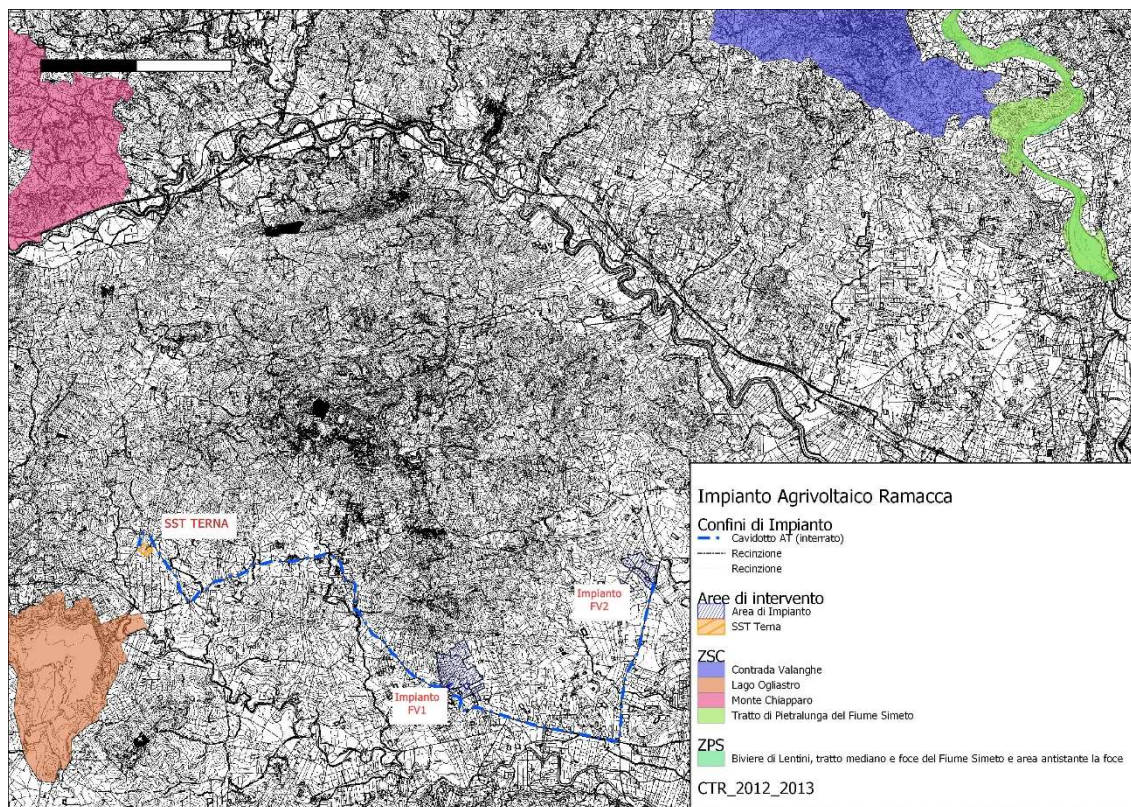 SST TERNA
Impianto
FV2
Impianto
FV1
Impianto Agrivoltaico Ramacca
Confini di Impianto
Cavidotto AT (interrato)
Recinzione
Recinzione
Aree di intervento
Area di Impianto
SST Terna
ZSC
Contrada Valanghe
Lago Ogliastro
Monte Chiapparo
Tratto di Pietralunga del Fiume Simeto
ZPS
Biviere di Lentini, tratto mediano e foce del Fiume Simeto e area antistante la foce
CTR_2012_2013